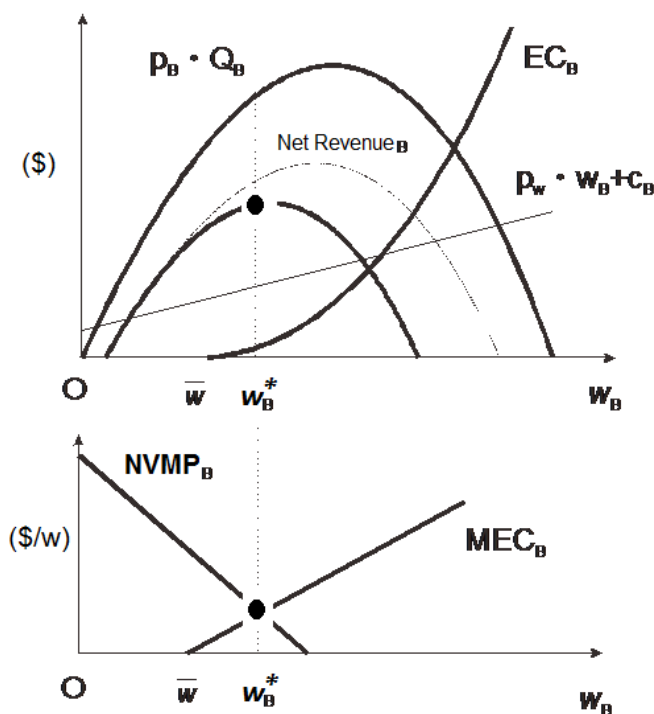 p_B · Q_B
EC_B
Net Revenue_B
($)
p_w · w_B+c_B
O
w̅
w_B^*
w_B
NVMP_B
($/w)
MEC_B
O
w̅
w_B^*
w_B